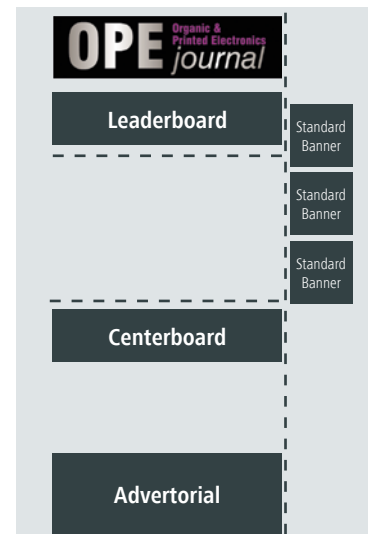 OPE Organic &
Printed Electronics
journal
Leaderboard
Standard
Banner
Standard
Banner
Standard
Banner
Centerboard
Advertorial